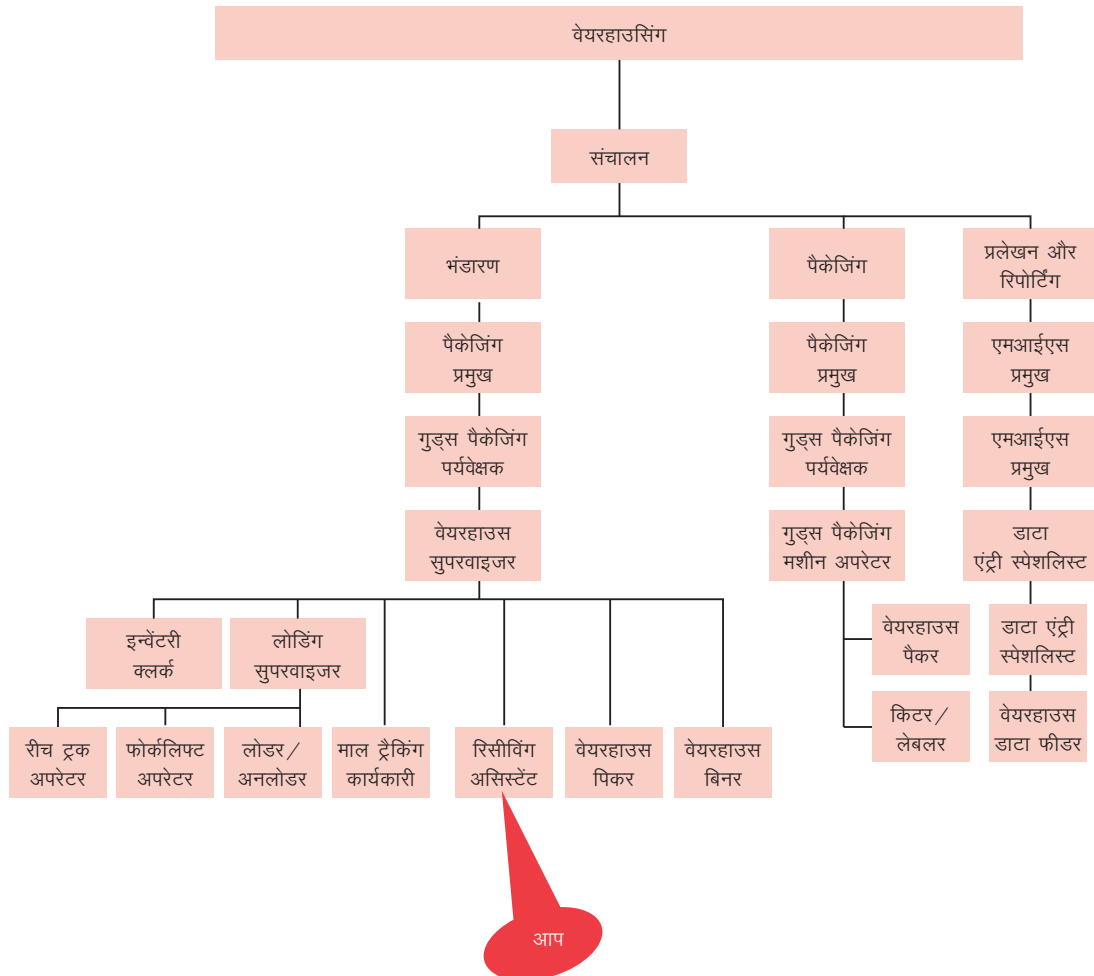 वेयरहाउसिंग
संचालन
भंडारण
पैकेजिंग
प्रलेखन और
रिपोर्टिंग
पैकेजिंग
प्रमुख
पैकेजिंग
प्रमुख
एमआईएस
प्रमुख
गुड्स पैकेजिंग
पर्यवेक्षक
गुड्स पैकेजिंग
पर्यवेक्षक
एमआईएस
प्रमुख
वेयरहाउस
सुपरवाइजर
गुड्स पैकेजिंग
मशीन अपरेटर
डाटा
एंट्री स्पेशलिस्ट
इन्वेंटरी
क्लर्क
लोडिंग
सुपरवाइजर
वेयरहाउस
पैकर
डाटा एंट्री
स्पेशलिस्ट
रीच ट्रक
अपरेटर
फोर्कलिफ्ट
अपरेटर
लोडर/
अनलोडर
माल ट्रैकिंग
कार्यकारी
रिसीविंग
असिस्टेंट
वेयरहाउस
पिकर
वेयरहाउस
बिनर
किटर/
लेबलर
वेयरहाउस
डाटा फीडर
आप